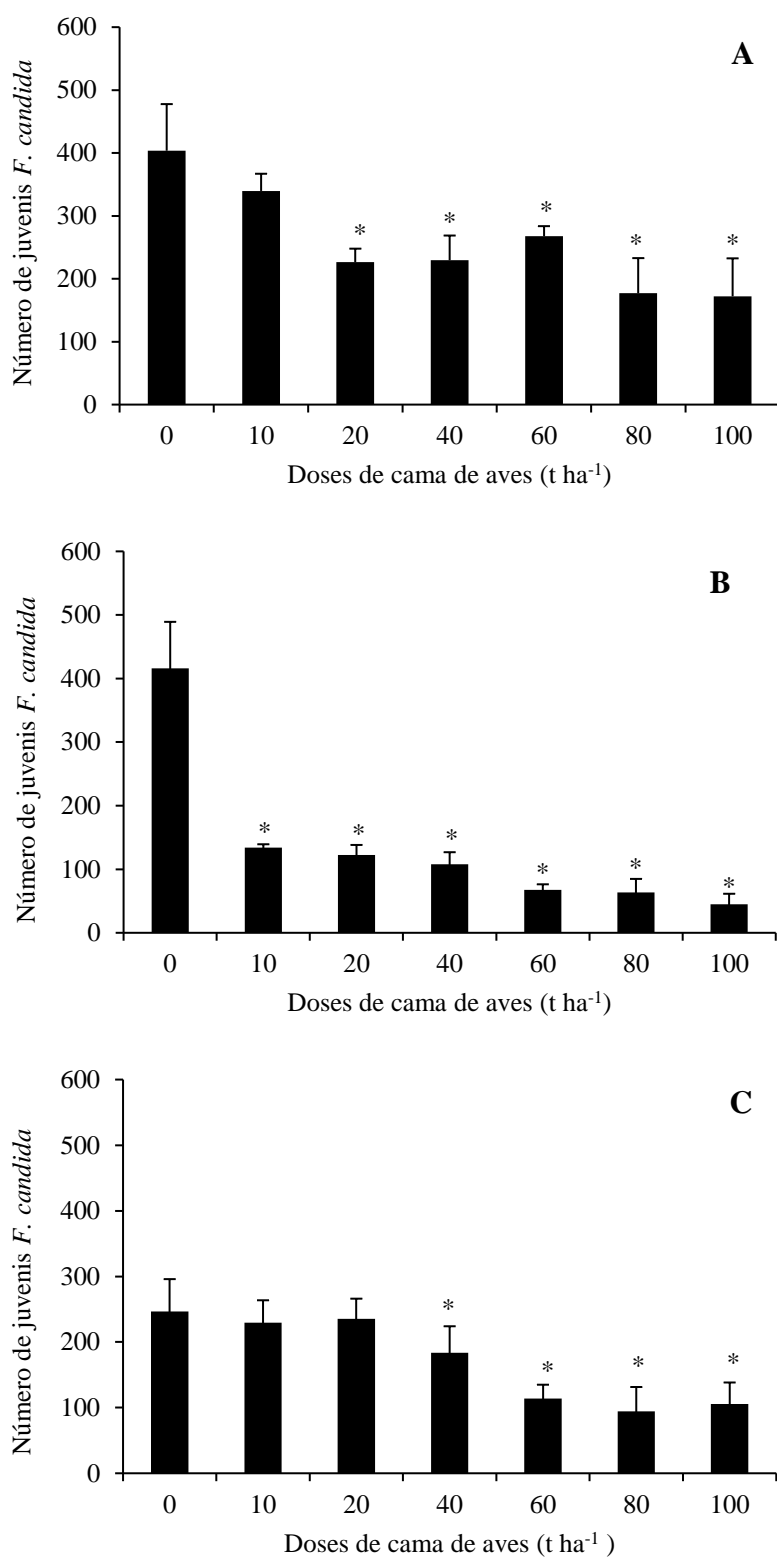 A
Número de juvenis F. candida
600
500
400
300
200
100
0
* * * * *
0 10 20 40 60 80 100
Doses de cama de aves (t ha⁻¹)
B
Número de juvenis F. candida
600
500
400
300
200
100
0
* * * * * *
0 10 20 40 60 80 100
Doses de cama de aves (t ha⁻¹)
C
Número de juvenis F. candida
600
500
400
300
200
100
0
* * * *
0 10 20 40 60 80 100
Doses de cama de aves (t ha⁻¹ )